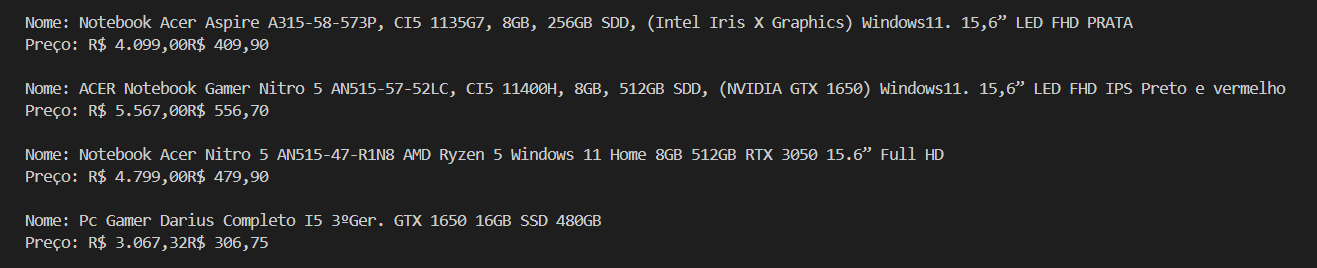 Nome: Notebook Acer Aspire A315-58-573P, CI5 1135G7, 8GB, 256GB SDD, (Intel Iris X Graphics) Windows11. 15,6” LED FHD PRATA
Preço: R$ 4.099,00R$ 409,90
Nome: ACER Notebook Gamer Nitro 5 AN515-57-52LC, CI5 11400H, 8GB, 512GB SDD, (NVIDIA GTX 1650) Windows11. 15,6” LED FHD IPS Preto e vermelho
Preço: R$ 5.567,00R$ 556,70
Nome: Notebook Acer Nitro 5 AN515-47-R1N8 AMD Ryzen 5 Windows 11 Home 8GB 512GB RTX 3050 15.6” Full HD
Preço: R$ 4.799,00R$ 479,90
Nome: Pc Gamer Darius Completo I5 3ºGer. GTX 1650 16GB SSD 480GB
Preço: R$ 3.067,32R$ 306,75